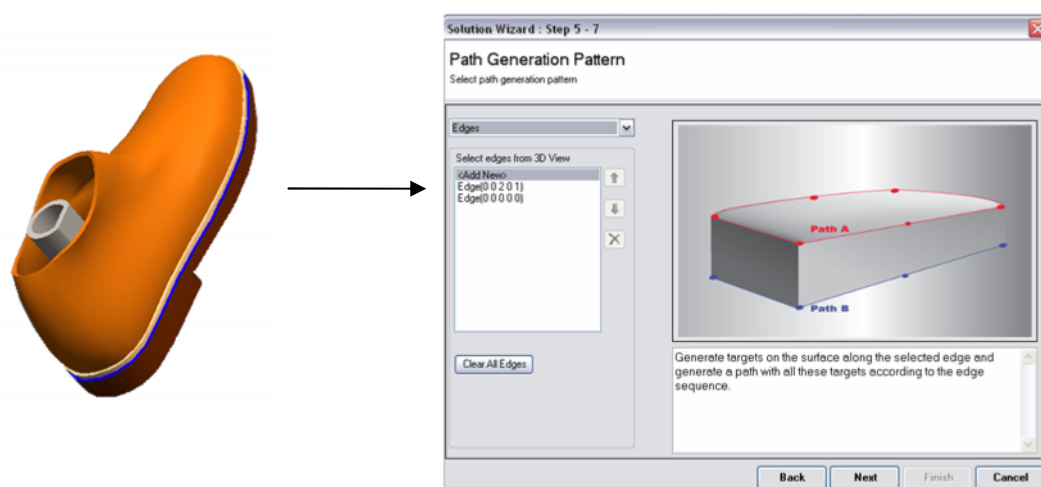 Solution Wizard : Step 5 - 7
Path Generation Pattern
Select path generation pattern
Edges
Select edges from 3D View
<Add New>
Edge(0 0 2 0 1)
Edge(0 0 0 0 0)
Clear All Edges
Path A
Path B
Generate targets on the surface along the selected edge and
generate a path with all these targets according to the edge
sequence.
Back Next Finish Cancel